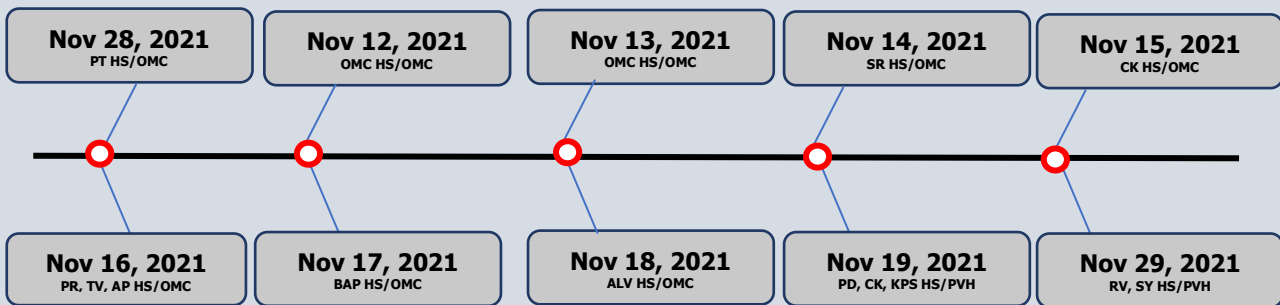 Nov 28, 2021
PT HS/OMC
Nov 12, 2021
OMC HS/OMC
Nov 13, 2021
OMC HS/OMC
Nov 14, 2021
SR HS/OMC
Nov 15, 2021
CK HS/OMC
Nov 16, 2021
PR, TV, AP HS/OMC
Nov 17, 2021
BAP HS/OMC
Nov 18, 2021
ALV HS/OMC
Nov 19, 2021
PD, CK, KPS HS/PVH
Nov 29, 2021
RV, SY HS/PVH